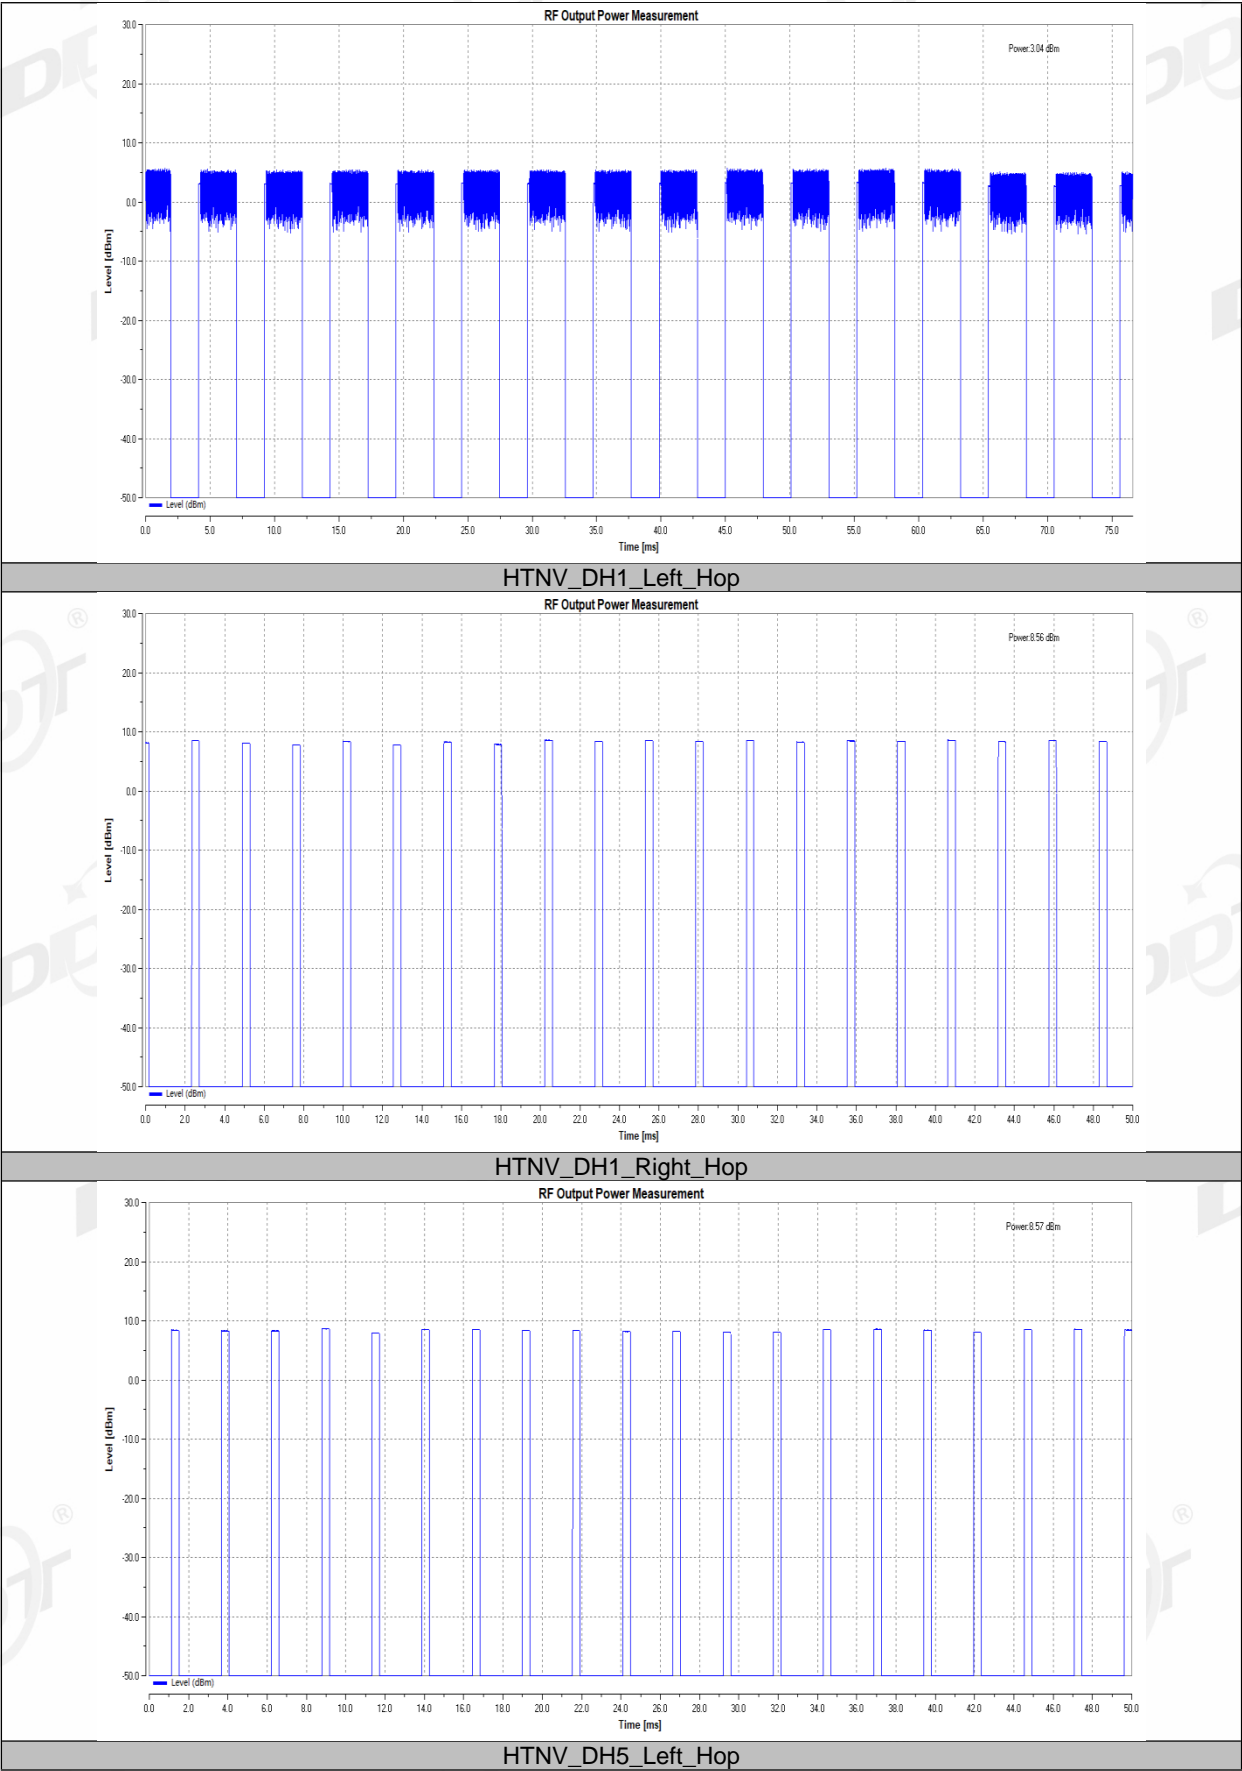 RF Output Power Measurement
Power:3.04 dBm
30.0
20.0
10.0
0.0
-10.0
-20.0
-30.0
-40.0
-50.0
Level [dBm]
Level (dBm)
0.0 5.0 10.0 15.0 20.0 25.0 30.0 35.0 40.0 45.0 50.0 55.0 60.0 65.0 70.0 75.0
Time [ms]
HTNV_DH1_Left_Hop
RF Output Power Measurement
Power:8.56 dBm
30.0
20.0
10.0
0.0
-10.0
-20.0
-30.0
-40.0
-50.0
Level [dBm]
Level (dBm)
0.0 2.0 4.0 6.0 8.0 10.0 12.0 14.0 16.0 18.0 20.0 22.0 24.0 26.0 28.0 30.0 32.0 34.0 36.0 38.0 40.0 42.0 44.0 46.0 48.0 50.0
Time [ms]
HTNV_DH1_Right_Hop
RF Output Power Measurement
Power:8.57 dBm
30.0
20.0
10.0
0.0
-10.0
-20.0
-30.0
-40.0
-50.0
Level [dBm]
Level (dBm)
0.0 2.0 4.0 6.0 8.0 10.0 12.0 14.0 16.0 18.0 20.0 22.0 24.0 26.0 28.0 30.0 32.0 34.0 36.0 38.0 40.0 42.0 44.0 46.0 48.0 50.0
Time [ms]
HTNV_DH5_Left_Hop